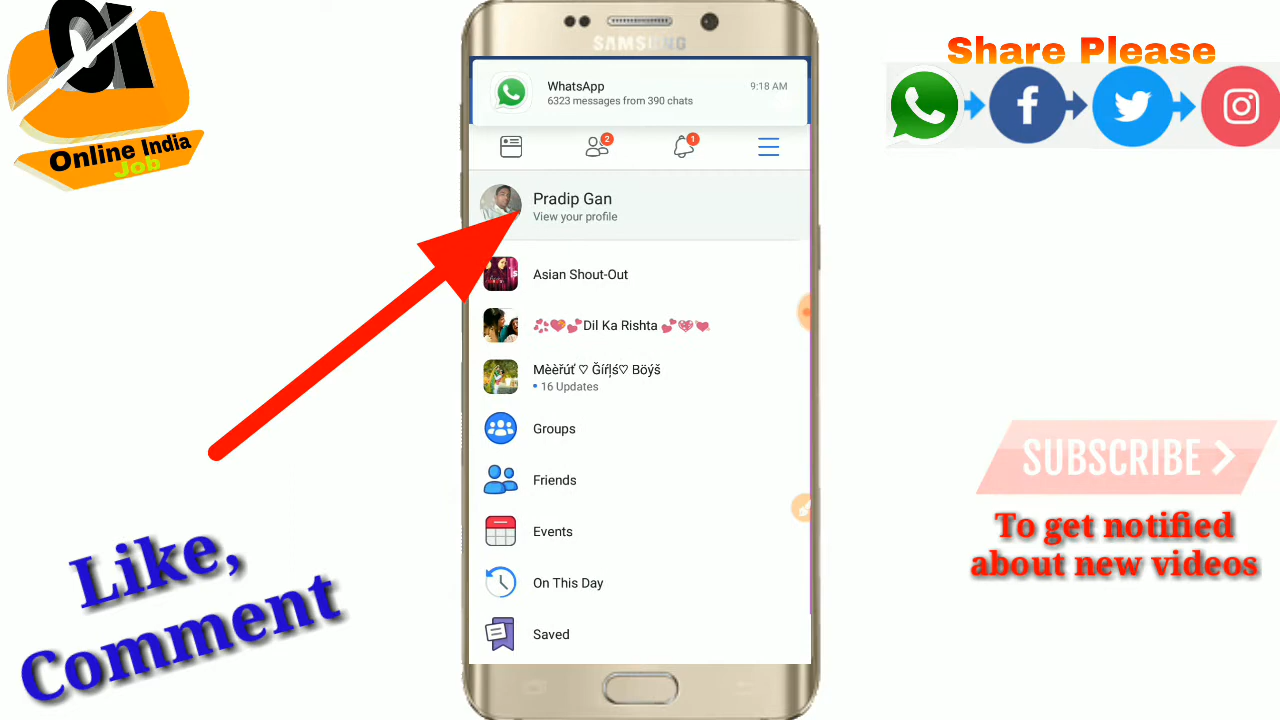 Online India
Job
Like,
Comment
SAMSUNG
WhatsApp
9:18 AM
6323 messages from 390 chats
2
1
Pradip Gan
View your profile
Asian Shout-Out
💞💖💕Dil Ka Rishta 💕💖💘
Mèèřúť ♡ Ğíŕļś♡ Böýš
• 16 Updates
Groups
Friends
Events
On This Day
Saved
Share Please
SUBSCRIBE
To get notified
about new videos